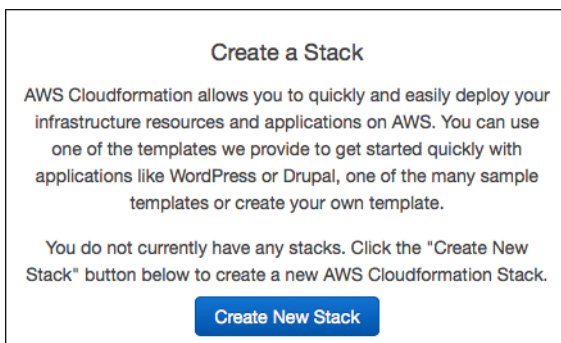 Create a Stack
AWS Cloudformation allows you to quickly and easily deploy your
infrastructure resources and applications on AWS. You can use
one of the templates we provide to get started quickly with
applications like WordPress or Drupal, one of the many sample
templates or create your own template.
You do not currently have any stacks. Click the "Create New
Stack" button below to create a new AWS Cloudformation Stack.
Create New Stack